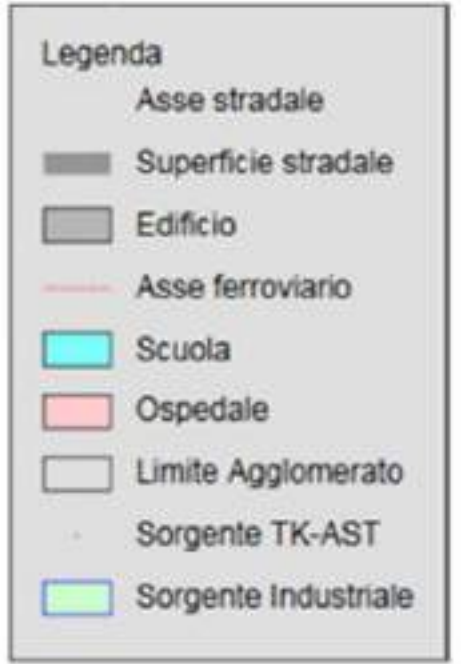 Legenda
Asse stradale
Superficie stradale
Edificio
Asse ferroviario
Scuola
Ospedale
Limite Agglomerato
Sorgente TK-AST
Sorgente Industriale